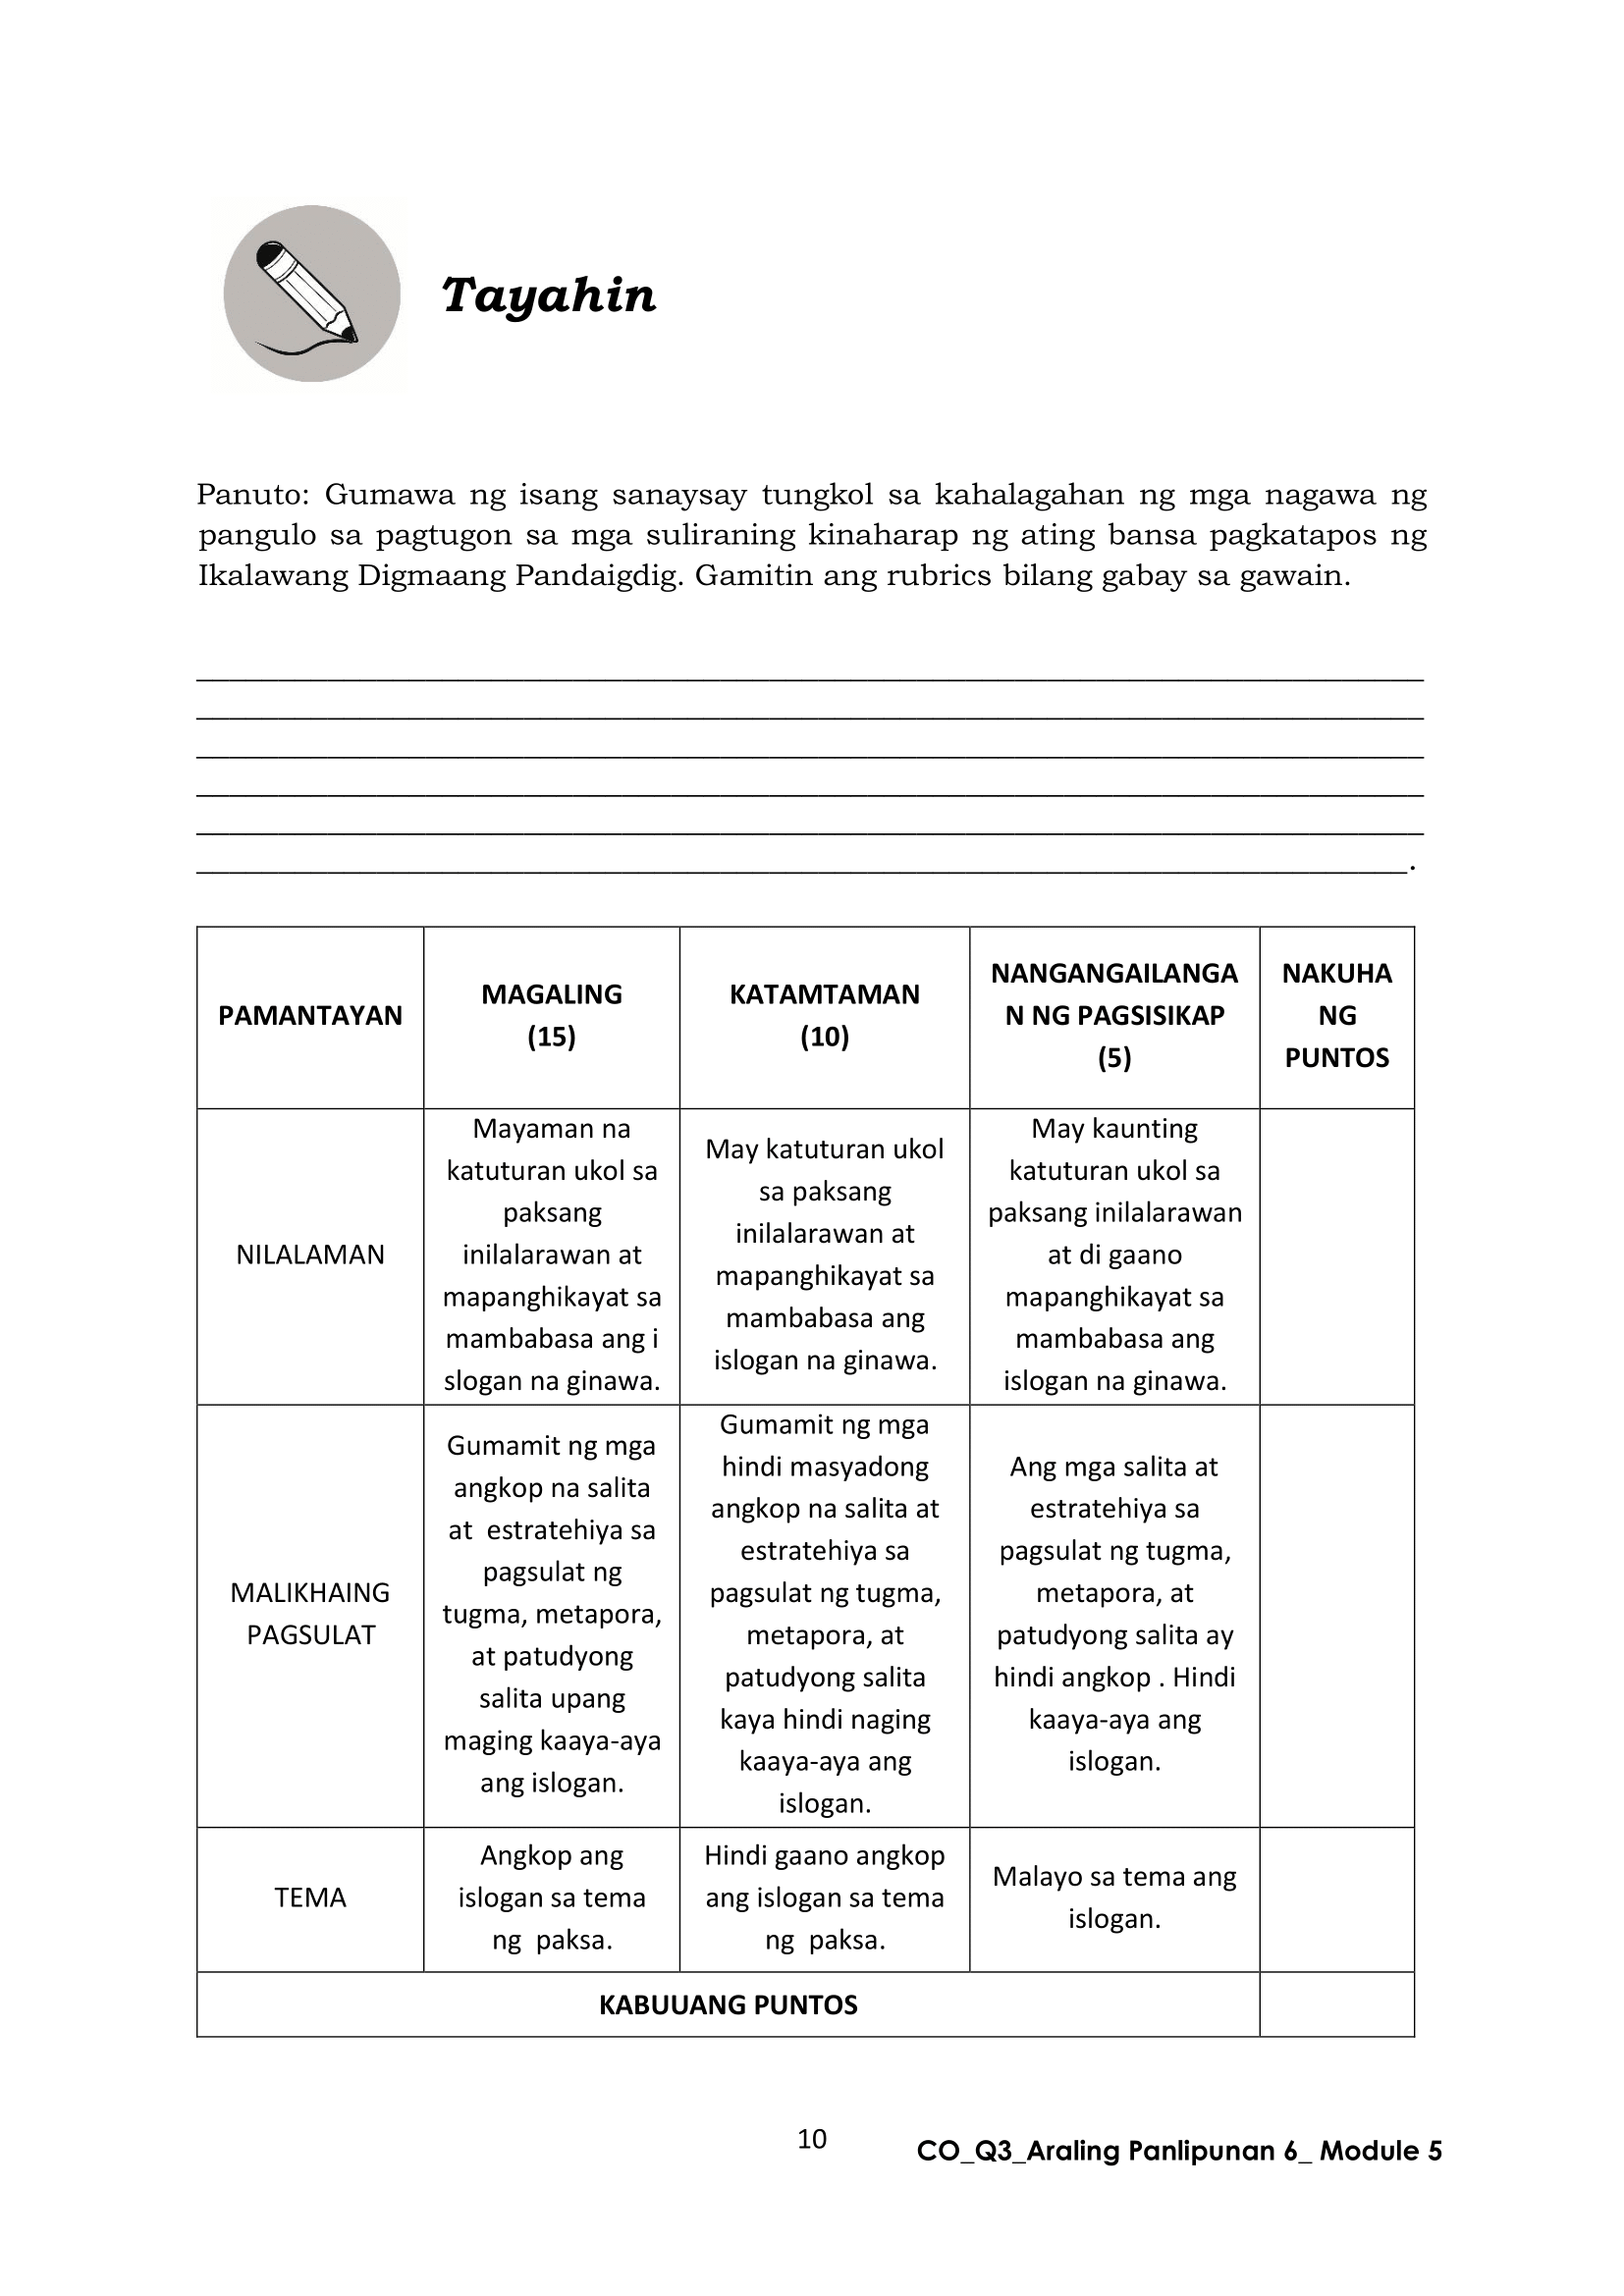 Tayahin
Panuto: Gumawa ng isang sanaysay tungkol sa kahalagahan ng mga nagawa ng
pangulo sa pagtugon sa mga suliraning kinaharap ng ating bansa pagkatapos ng
Ikalawang Digmaang Pandaigdig. Gamitin ang rubrics bilang gabay sa gawain.
.
PAMANTAYAN
MAGALING
(15)
KATAMTAMAN
(10)
NANGANGAILANGA
N NG PAGSISIKAP
(5)
NAKUHA
NG
PUNTOS
NILALAMAN
Mayaman na
katuturan ukol sa
paksang
inilalarawan at
mapanghikayat sa
mambabasa ang i
slogan na ginawa.
May katuturan ukol
sa paksang
inilalarawan at
mapanghikayat sa
mambabasa ang
islogan na ginawa.
May kaunting
katuturan ukol sa
paksang inilalarawan
at di gaano
mapanghikayat sa
mambabasa ang
islogan na ginawa.
MALIKHAING
PAGSULAT
Gumamit ng mga
angkop na salita
at  estratehiya sa
pagsulat ng
tugma, metapora,
at patudyong
salita upang
maging kaaya-aya
ang islogan.
Gumamit ng mga
hindi masyadong
angkop na salita at
estratehiya sa
pagsulat ng tugma,
metapora, at
patudyong salita
kaya hindi naging
kaaya-aya ang
islogan.
Ang mga salita at
estratehiya sa
pagsulat ng tugma,
metapora, at
patudyong salita ay
hindi angkop . Hindi
kaaya-aya ang
islogan.
TEMA
Angkop ang
islogan sa tema
ng  paksa.
Hindi gaano angkop
ang islogan sa tema
ng  paksa.
Malayo sa tema ang
islogan.
KABUUANG PUNTOS
10
CO_Q3_Araling Panlipunan 6_ Module 5